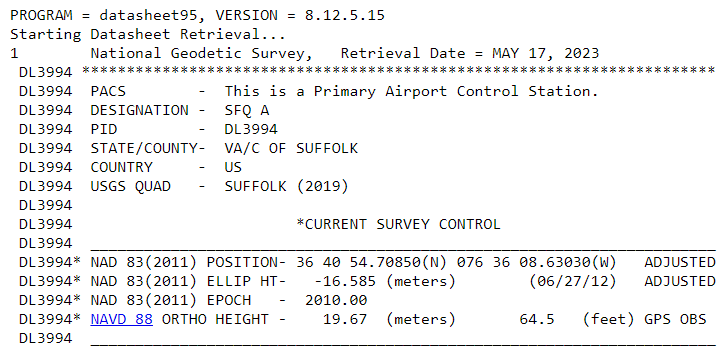 PROGRAM = datasheet95, VERSION = 8.12.5.15
Starting Datasheet Retrieval...
1        National Geodetic Survey,   Retrieval Date = MAY 17, 2023
 DL3994 ***********************************************************************
 DL3994  PACS        -  This is a Primary Airport Control Station.
 DL3994  DESIGNATION -  SFQ A
 DL3994  PID         -  DL3994
 DL3994  STATE/COUNTY-  VA/C OF SUFFOLK
 DL3994  COUNTRY     -  US
 DL3994  USGS QUAD   -  SUFFOLK (2019)
 DL3994
 DL3994                         *CURRENT SURVEY CONTROL
 DL3994  ______________________________________________________________________
 DL3994* NAD 83(2011) POSITION- 36 40 54.70850(N) 076 36 08.63030(W)   ADJUSTED
 DL3994* NAD 83(2011) ELLIP HT-   -16.585 (meters)        (06/27/12)   ADJUSTED
 DL3994* NAD 83(2011) EPOCH   -  2010.00
 DL3994* NAVD 88 ORTHO HEIGHT -    19.67  (meters)       64.5   (feet) GPS OBS
 DL3994  ______________________________________________________________________